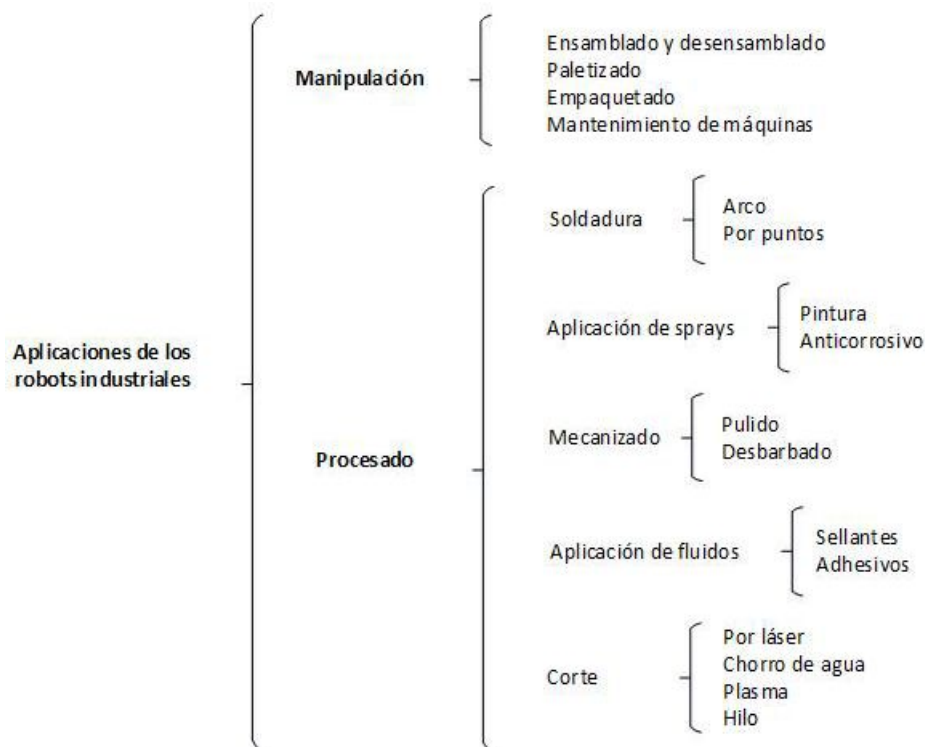 Aplicaciones de los
robots industriales
Manipulación
Ensamblado y desensamblado
Paletizado
Empaquetado
Mantenimiento de máquinas
Procesado
Soldadura
Arco
Por puntos
Aplicación de sprays
Pintura
Anticorrosivo
Mecanizado
Pulido
Desbarbado
Aplicación de fluidos
Sellantes
Adhesivos
Corte
Por láser
Chorro de agua
Plasma
Hilo